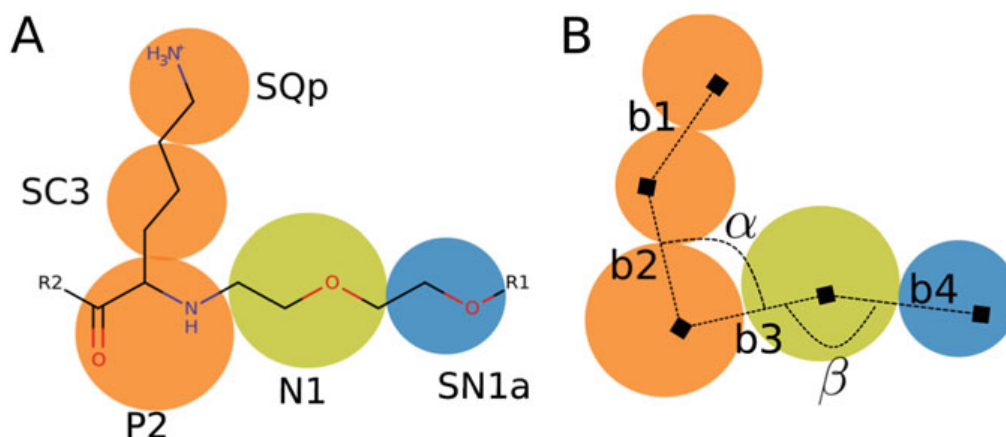 A
H₃N⁺
SQp
SC3
R2
O
N
H
P2
O
N1
O
R1
SN1a
B
b1
b2
α
b3
b4
β